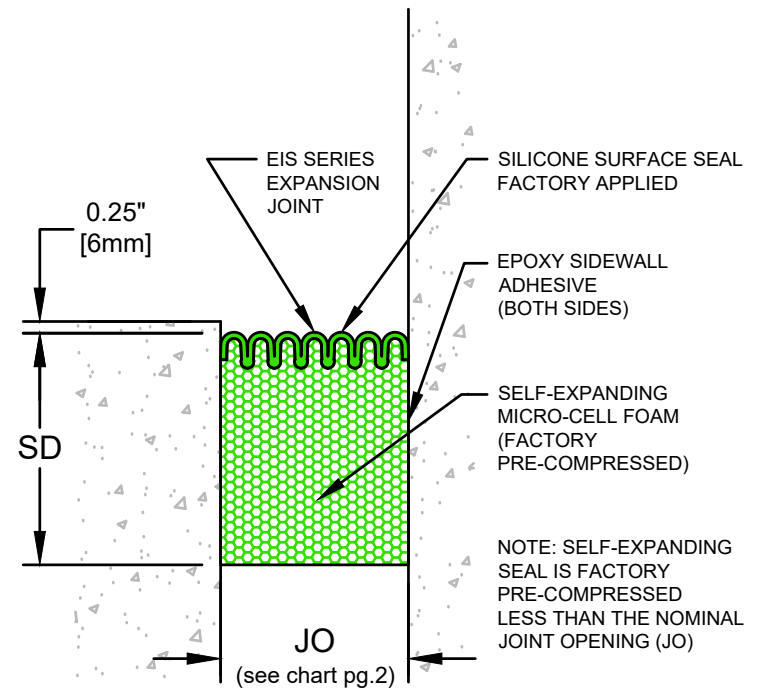 EIS SERIES
EXPANSION
JOINT
SILICONE SURFACE SEAL
FACTORY APPLIED
0.25"
[6mm]
EPOXY SIDEWALL
ADHESIVE
(BOTH SIDES)
SELF-EXPANDING
MICRO-CELL FOAM
(FACTORY
PRE-COMPRESSED)
SD
NOTE: SELF-EXPANDING
SEAL IS FACTORY
PRE-COMPRESSED
LESS THAN THE NOMINAL
JOINT OPENING (JO)
JO
(see chart pg.2)